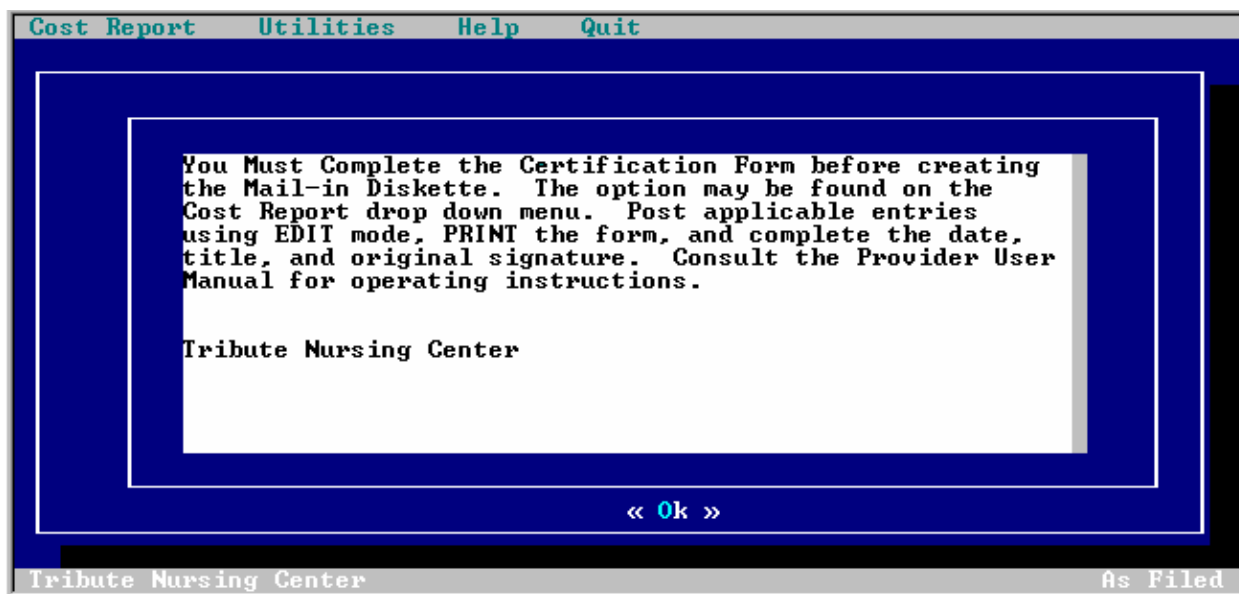 Cost Report Utilities Help Quit
You Must Complete the Certification Form before creating
the Mail-in Diskette. The option may be found on the
Cost Report drop down menu. Post applicable entries
using EDIT mode, PRINT the form, and complete the date,
title, and original signature. Consult the Provider User
Manual for operating instructions.
Tribute Nursing Center
« Ok »
Tribute Nursing Center As Filed